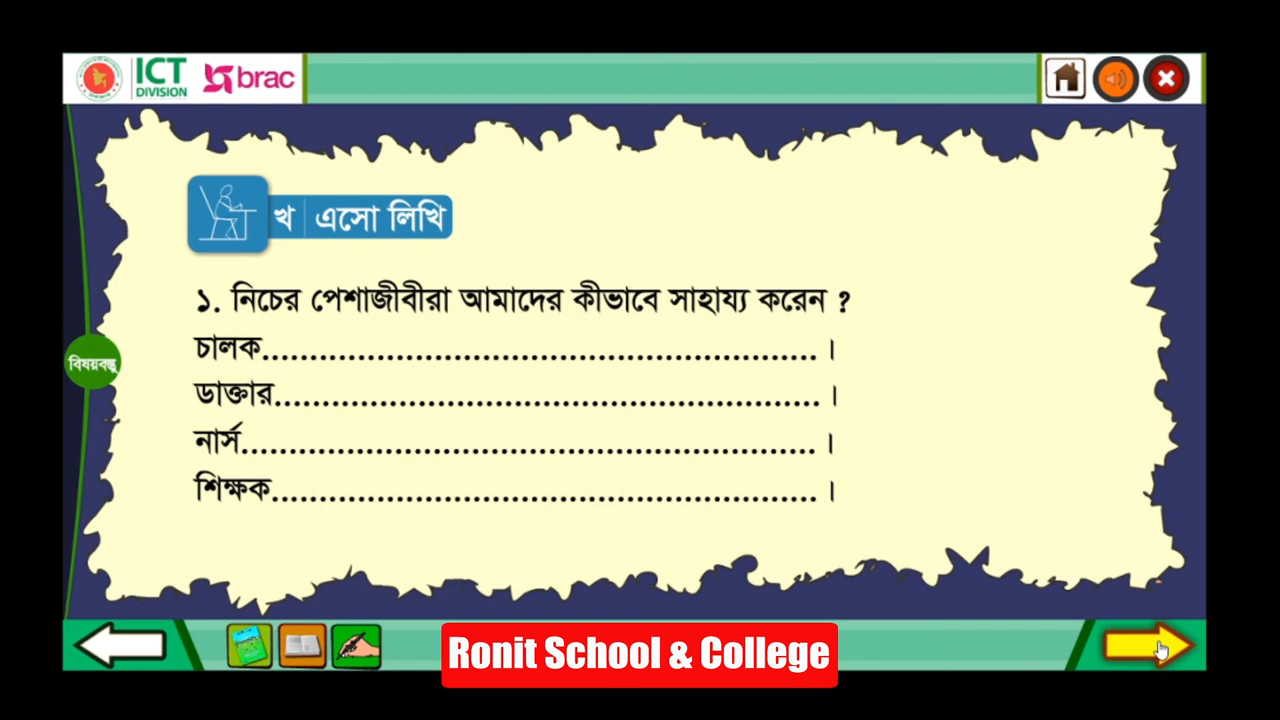 ICT
DIVISION
brac
খ এসো লিখি
১. নিচের পেশাজীবীরা আমাদের কীভাবে সাহায্য করেন ?
চালক.......................................................... ।
ডাক্তার......................................................... ।
নার্স............................................................ ।
শিক্ষক......................................................... ।
বিষয়বস্তু
Ronit School & College